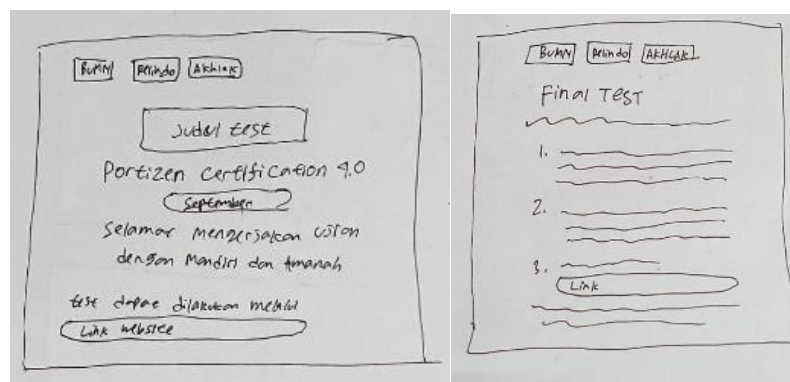 BUMN Pelindo Akhlak
Judul test
Portizen Certification 4.0
September
Selamat mengerjakan Ujian
dengan Mandiri dan Amanah
test dapat dilakukan melalui
Link website
BUMN Pelindo AKHLAK
Final TEST
1.
2.
3.
Link